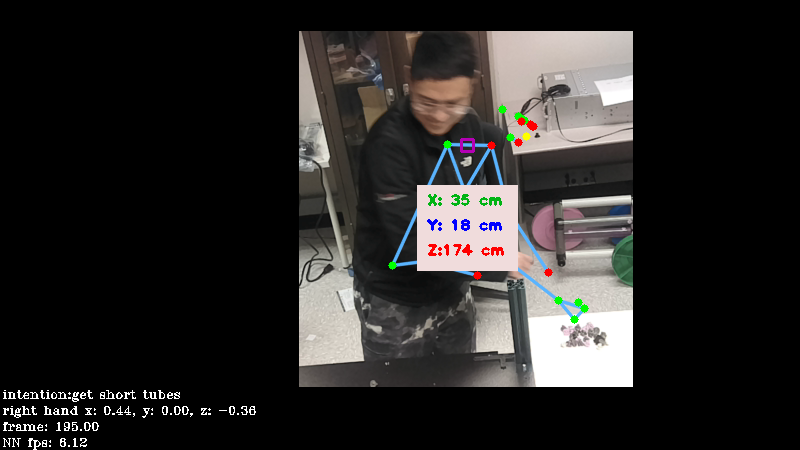 X: 35 cm
Y: 18 cm
Z:174 cm
intention:get short tubes
right hand x: 0.44, y: 0.00, z: −0.36
frame: 195.00
NN fps: 6.12